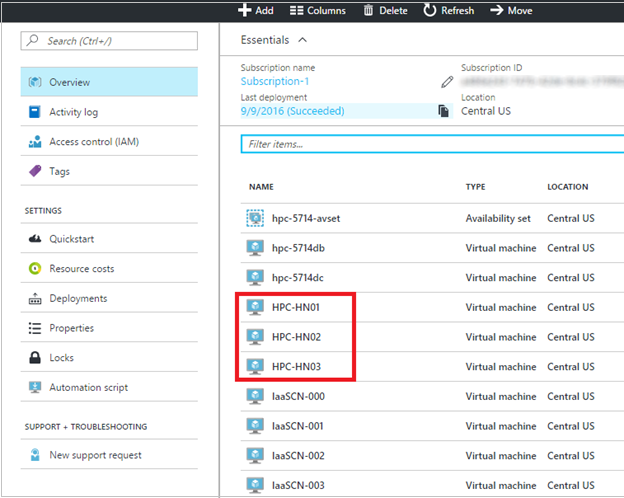 Add Columns Delete Refresh Move
Search (Ctrl+/)
Overview
Activity log
Access control (IAM)
Tags
SETTINGS
Quickstart
Resource costs
Deployments
Properties
Locks
Automation script
SUPPORT + TROUBLESHOOTING
New support request
Essentials
Subscription name Subscription ID
Subscription-1
Last deployment Location
9/9/2016 (Succeeded) Central US
Filter items...
NAME TYPE LOCATION
hpc-5714-avset Availability set Central US
hpc-5714db Virtual machine Central US
hpc-5714dc Virtual machine Central US
HPC-HN01 Virtual machine Central US
HPC-HN02 Virtual machine Central US
HPC-HN03 Virtual machine Central US
IaaSCN-000 Virtual machine Central US
IaaSCN-001 Virtual machine Central US
IaaSCN-002 Virtual machine Central US
IaaSCN-003 Virtual machine Central US